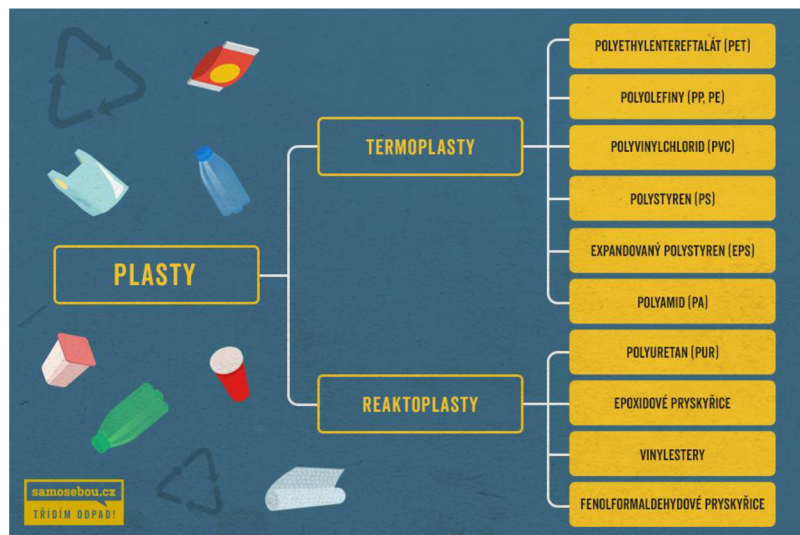 PLASTY
TERMOPLASTY
POLYETHYLENTEREFTALÁT (PET)
POLYOLEFINY (PP, PE)
POLYVINYLCHLORID (PVC)
POLYSTYREN (PS)
EXPANDOVANÝ POLYSTYREN (EPS)
POLYAMID (PA)
REAKTOPLASTY
POLYURETAN (PUR)
EPOXIDOVÉ PRYSKYŘICE
VINYLESTERY
FENOLFORMALDEHYDOVÉ PRYSKYŘICE
samosebou.cz
TŘÍDÍM ODPAD!